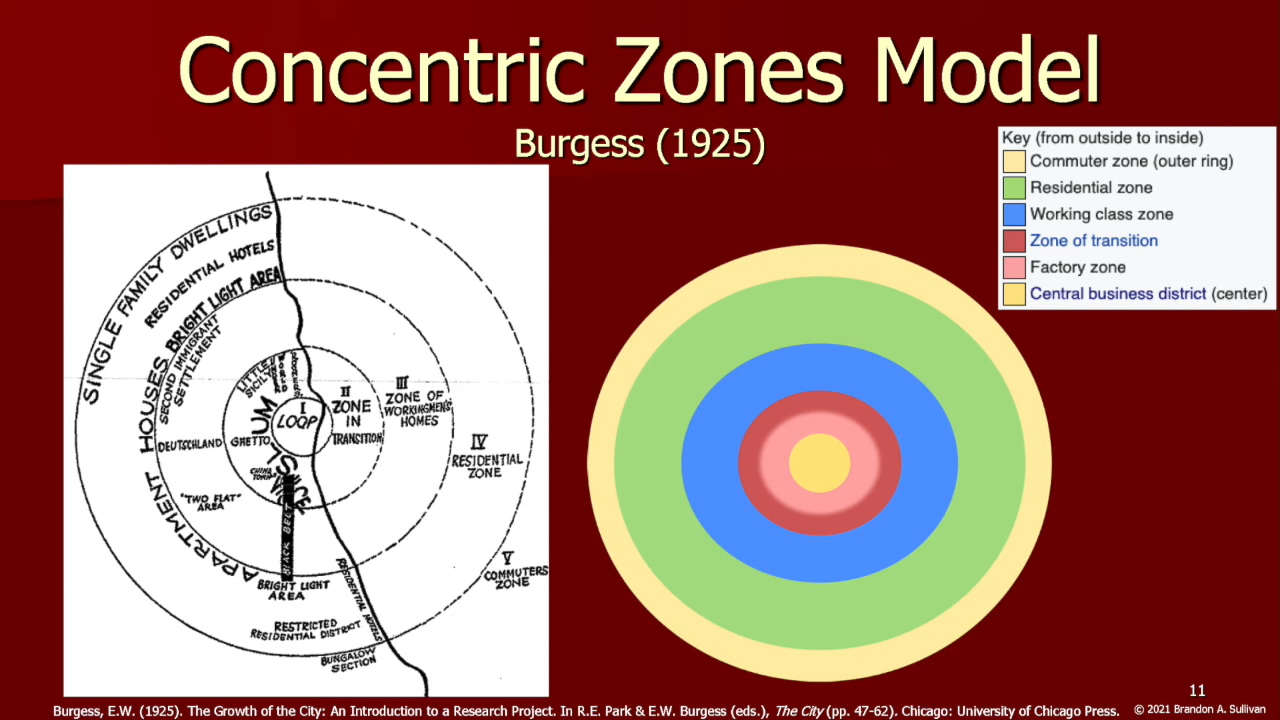 Concentric Zones Model
Burgess (1925)
Key (from outside to inside)
Commuter zone (outer ring)
Residential zone
Working class zone
Zone of transition
Factory zone
Central business district (center)
SINGLE FAMILY DWELLINGS
RESIDENTIAL HOTELS
BRIGHT LIGHT AREA
SECOND IMMIGRANT
SETTLEMENT
APARTMENT HOUSES
LITTLE
SICILY
I
LOOP
II
ZONE
IN
TRANSITION
III
ZONE OF
WORKINGMEN'S
HOMES
IV
RESIDENTIAL
ZONE
V
COMMUTERS
ZONE
DEUTSCHLAND
GHETTO
SLUM
CHINA
TOWN
VICE
"TWO FLAT"
AREA
BLACK BELT
BRIGHT LIGHT
AREA
RESIDENTIAL HOTELS
RESTRICTED
RESIDENTIAL DISTRICT
BUNGALOW
SECTION
11
Burgess, E.W. (1925). The Growth of the City: An Introduction to a Research Project. In R.E. Park & E.W. Burgess (eds.), The City (pp. 47-62). Chicago: University of Chicago Press.
© 2021 Brandon A. Sullivan